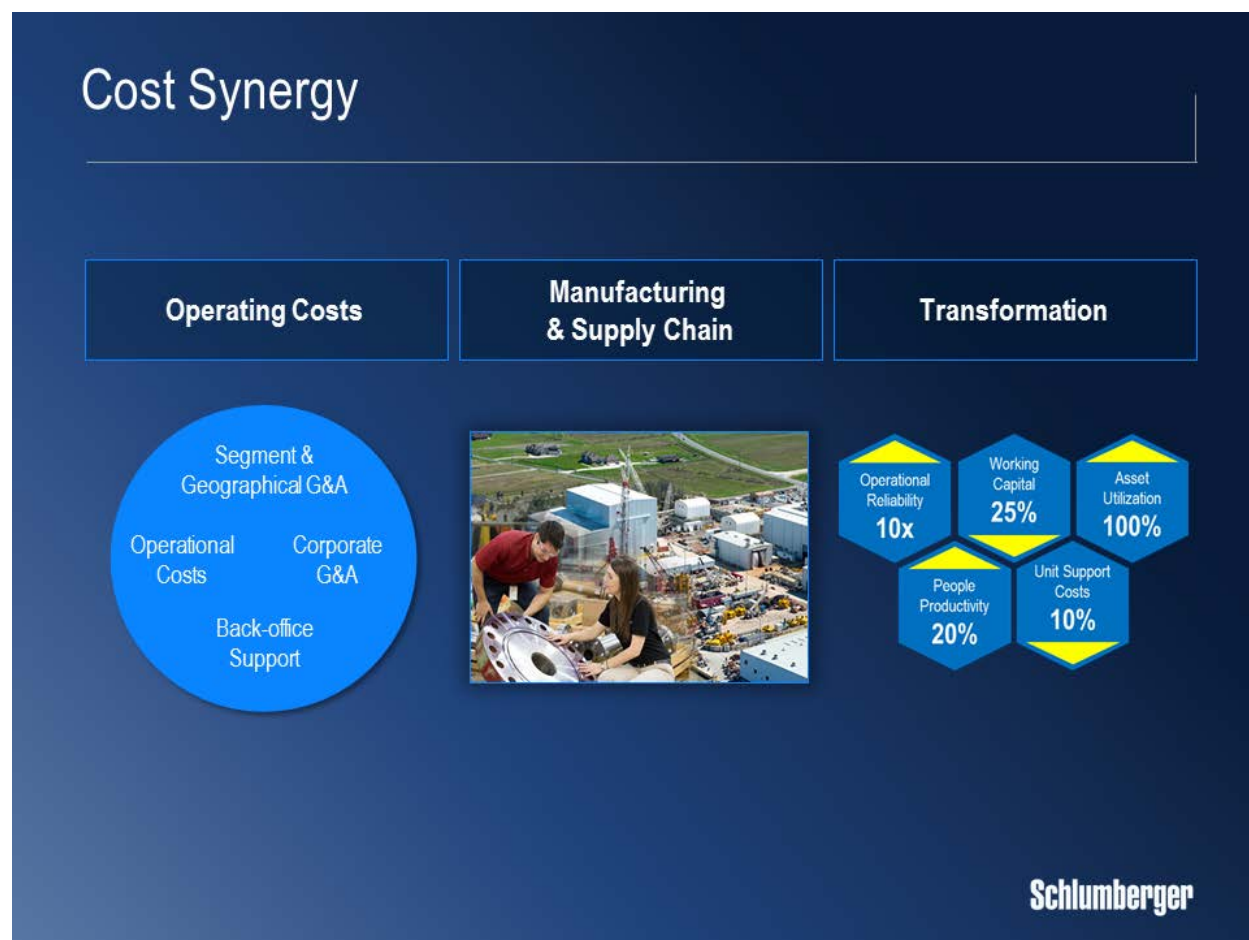 Cost Synergy
Operating Costs
Manufacturing
& Supply Chain
Transformation
Segment &
Geographical G&A
Operational
Costs
Corporate
G&A
Back-office
Support
Operational
Reliability
10x
Working
Capital
25%
Asset
Utilization
100%
People
Productivity
20%
Unit Support
Costs
10%
Schlumberger